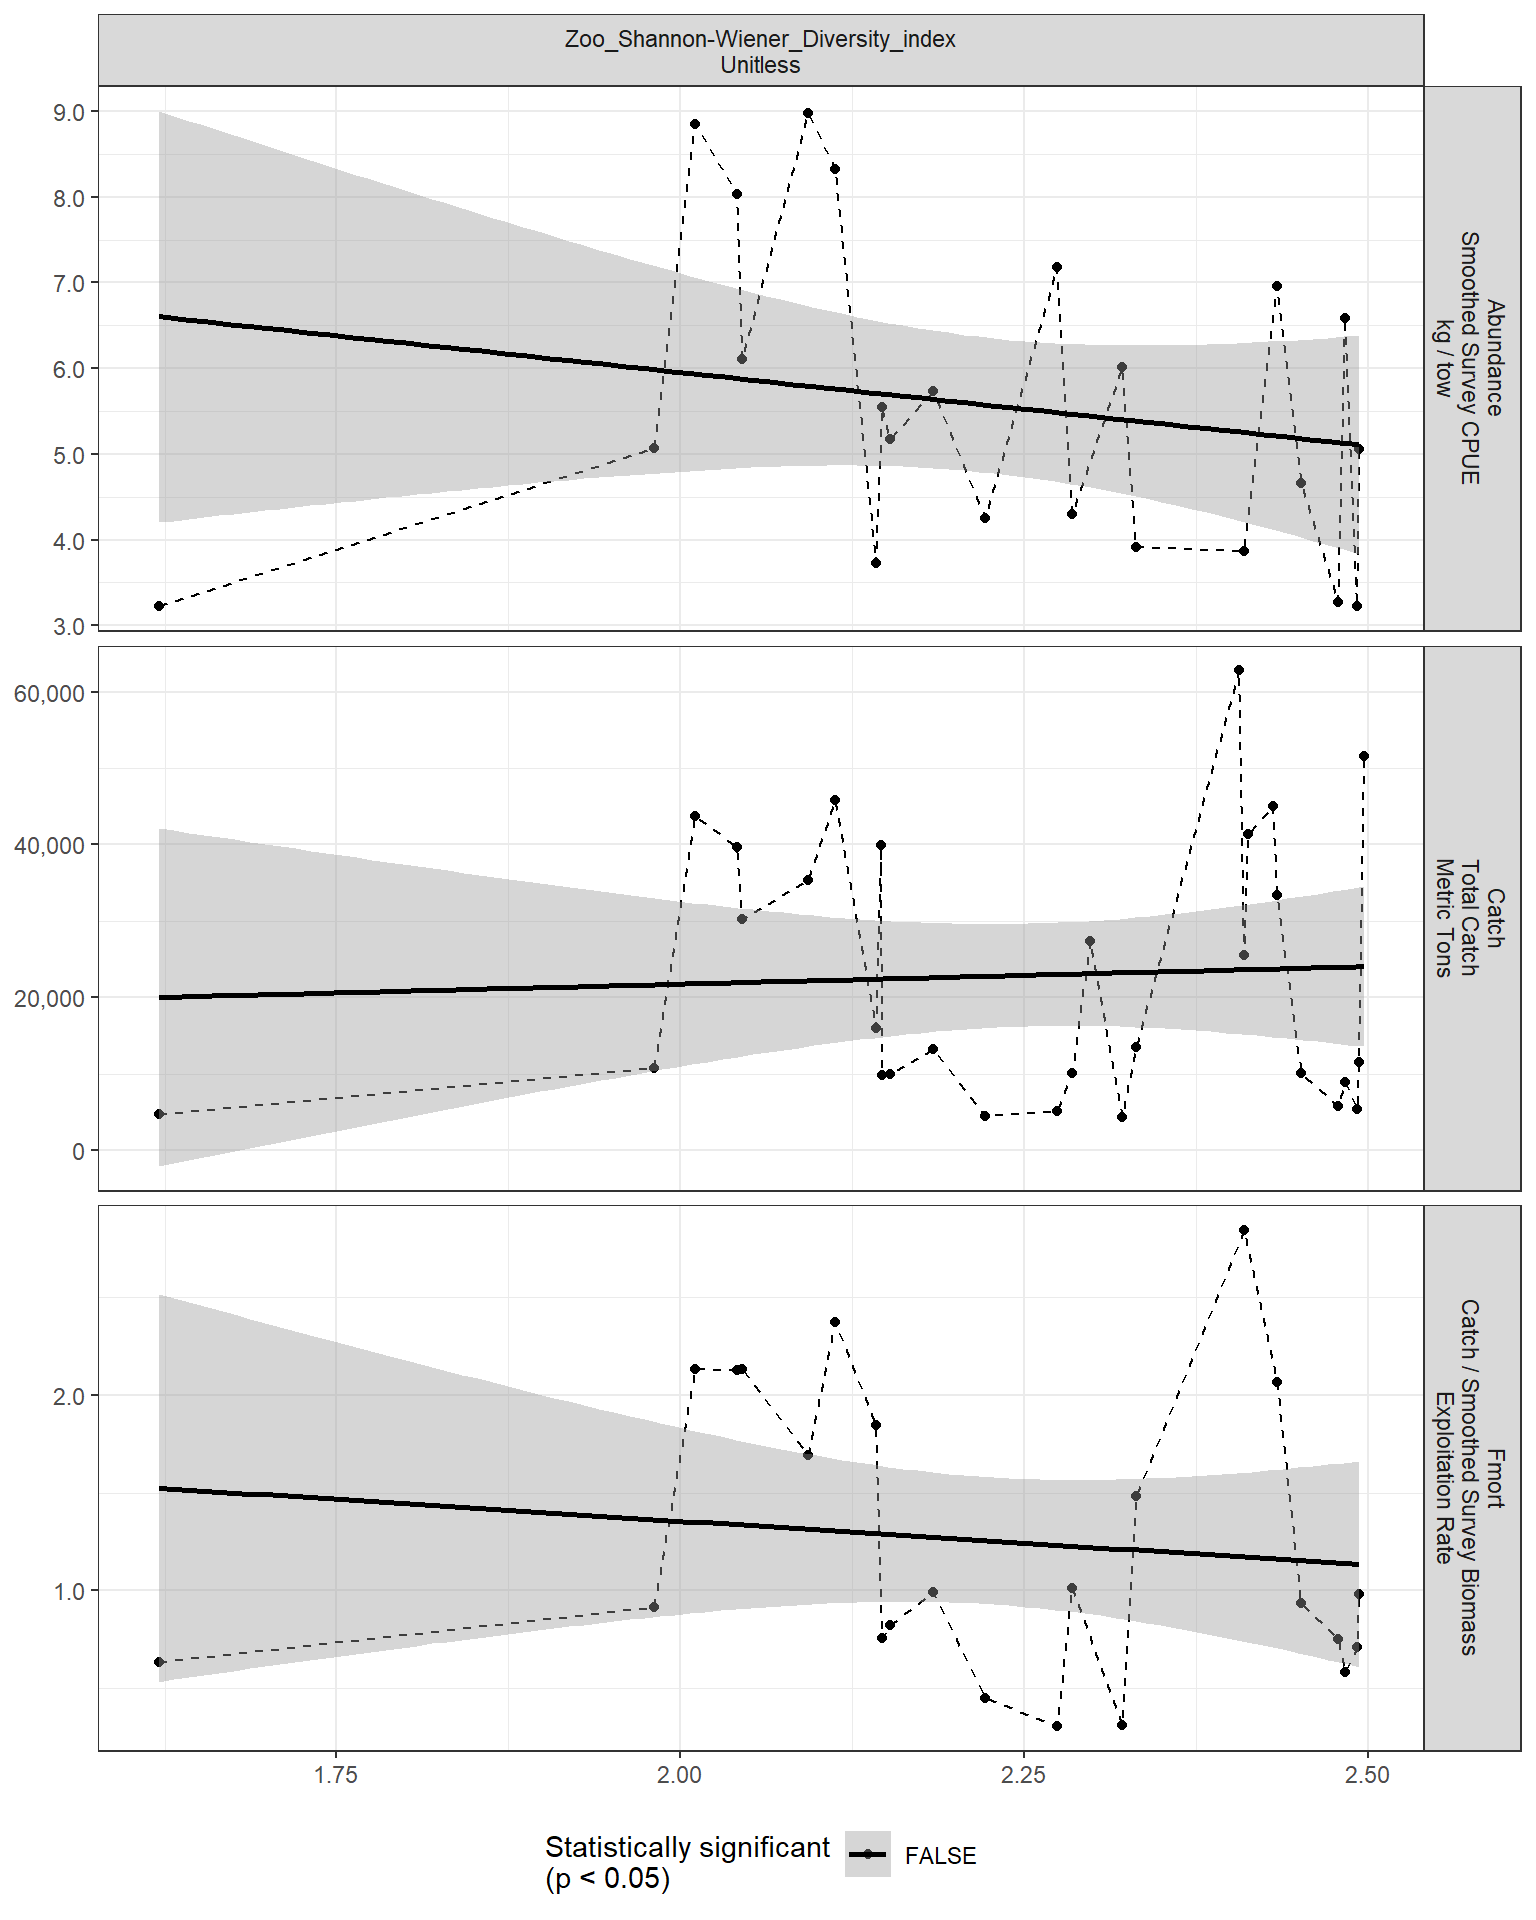 Zoo_Shannon-Wiener_Diversity_index
Unitless
9.0
8.0
7.0
6.0
5.0
4.0
3.0
Abundance
Smoothed Survey CPUE
kg / tow
60,000
40,000
20,000
0
Catch
Total Catch
Metric Tons
2.0
1.0
Fmort
Catch / Smoothed Survey Biomass
Exploitation Rate
1.75
2.00
2.25
2.50
Statistically significant
(p < 0.05)
FALSE